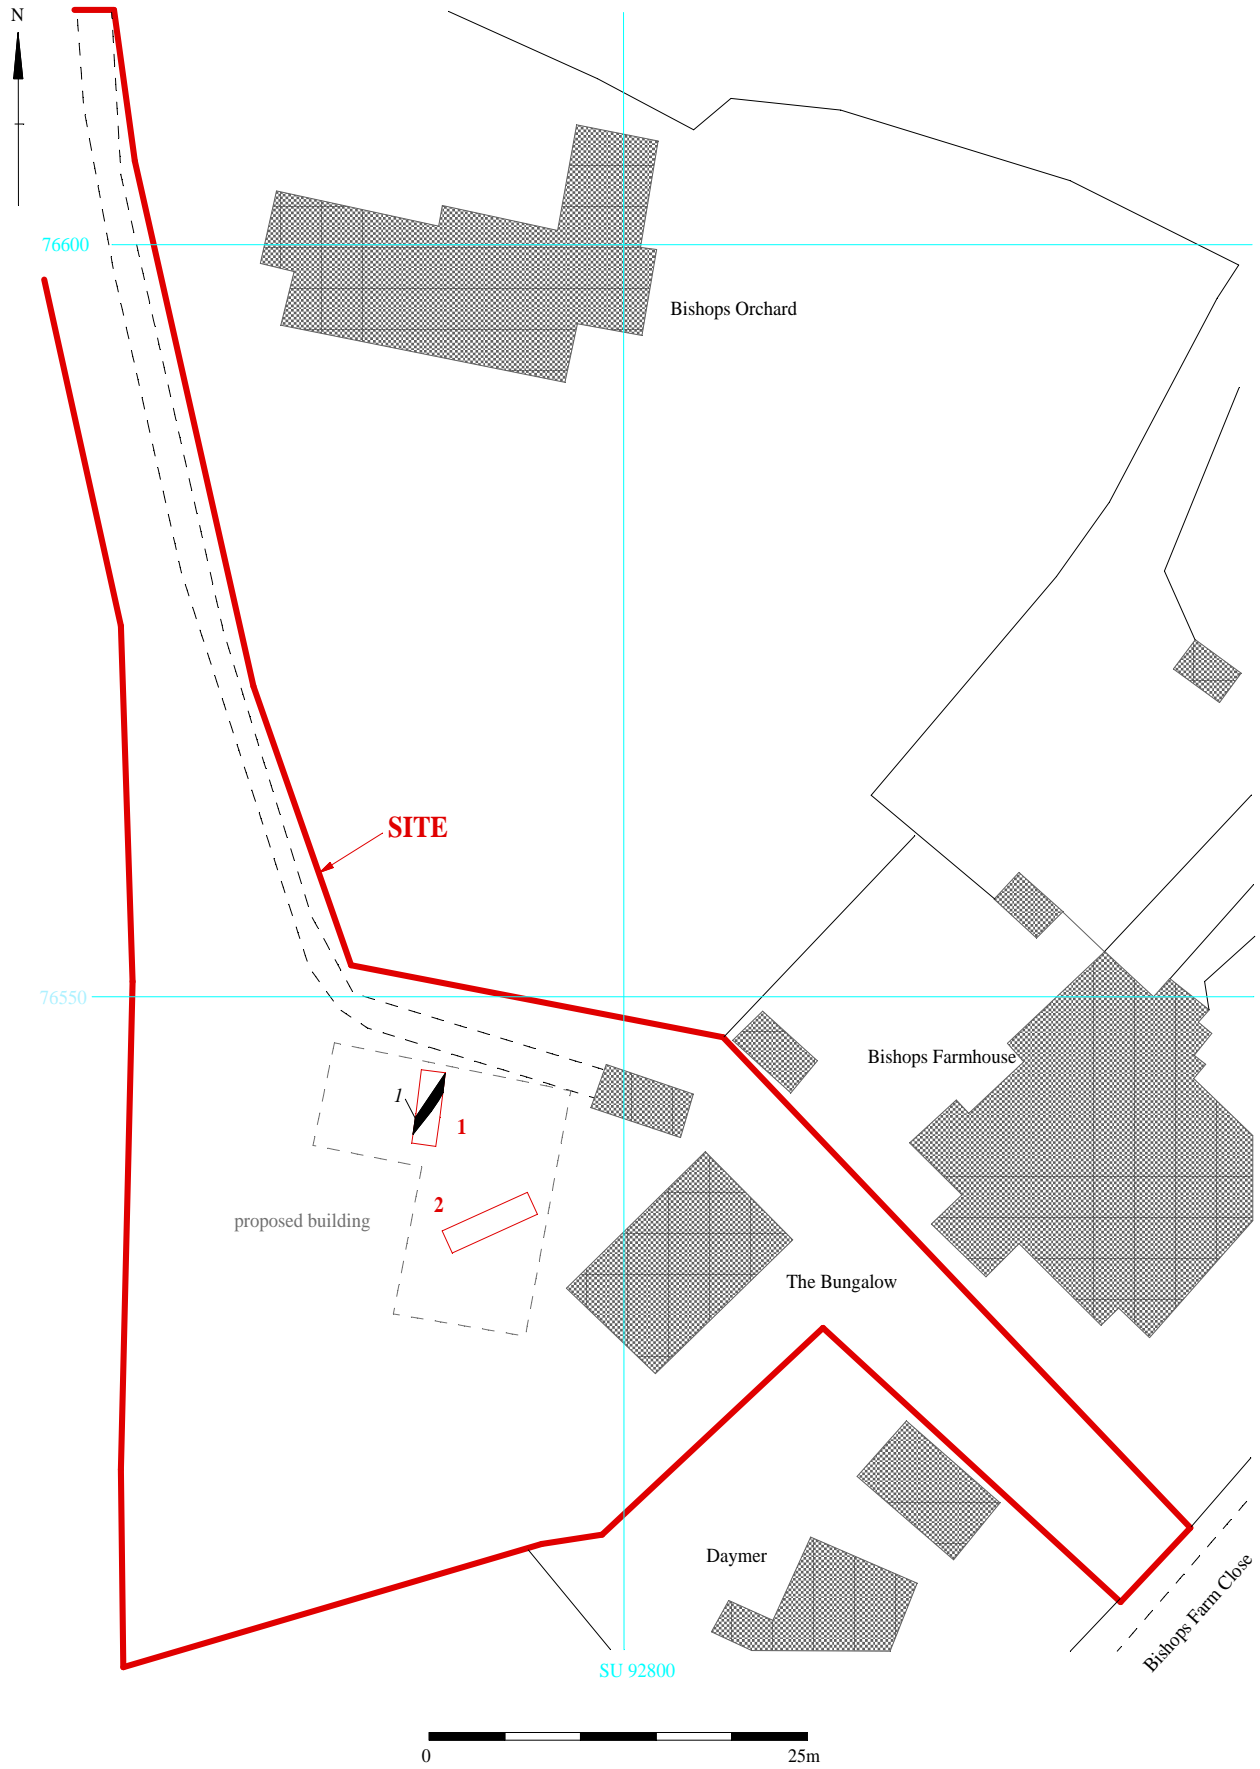 N
76600
Bishops Orchard
SITE
76550
Bishops Farmhouse
1
1
2
proposed building
The Bungalow
Daymer
Bishops Farm Close
SU 92800
0
25m